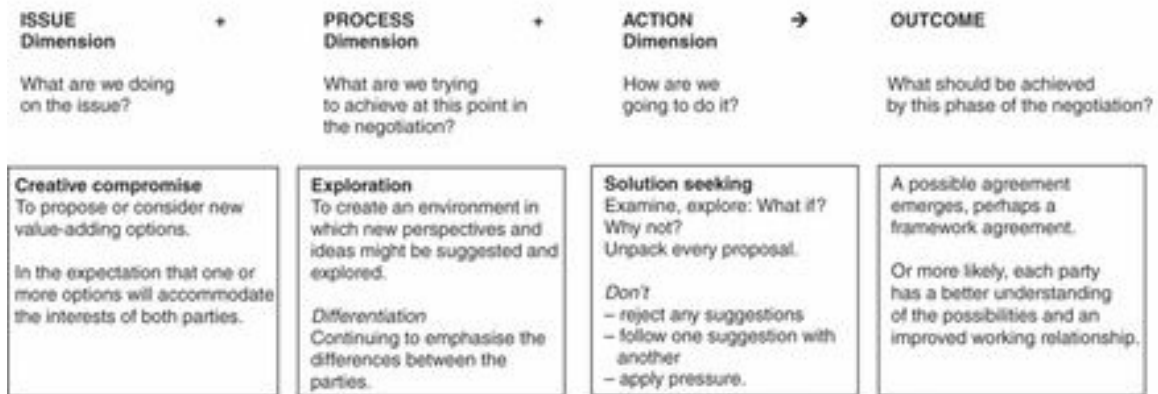 ISSUE + PROCESS + ACTION → OUTCOME
Dimension Dimension Dimension
What are we doing
on the issue?
What are we trying
to achieve at this point in
the negotiation?
How are we
going to do it?
What should be achieved
by this phase of the negotiation?
Creative compromise
To propose or consider new
value-adding options.
In the expectation that one or
more options will accommodate
the interests of both parties.
Exploration
To create an environment in
which new perspectives and
ideas might be suggested and
explored.
Differentiation
Continuing to emphasise the
differences between the
parties.
Solution seeking
Examine, explore: What if?
Why not?
Unpack every proposal.
Don't
– reject any suggestions
– follow one suggestion with
another
– apply pressure.
A possible agreement
emerges, perhaps a
framework agreement.
Or more likely, each party
has a better understanding
of the possibilities and an
improved working relationship.